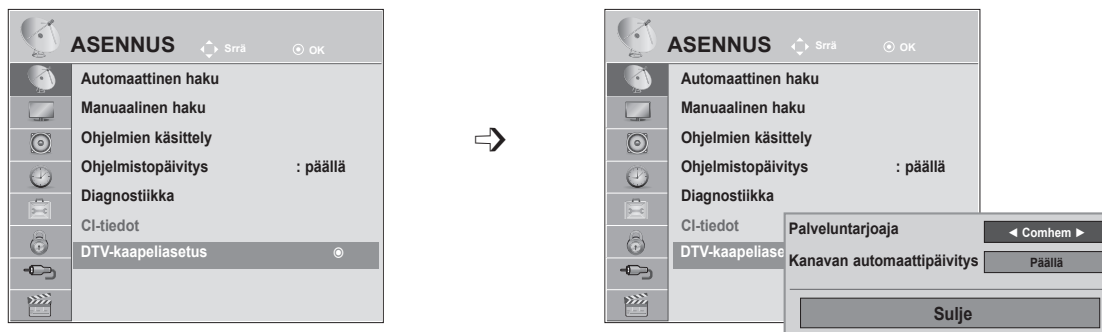 ASENNUS Srrä OK
Automaattinen haku
Manuaalinen haku
Ohjelmien käsittely
Ohjelmistopäivitys : päällä
Diagnostiikka
CI-tiedot
DTV-kaapeliasetus
ASENNUS Srrä OK
Automaattinen haku
Manuaalinen haku
Ohjelmien käsittely
Ohjelmistopäivitys : päällä
Diagnostiikka
CI-tiedot
DTV-kaapeliase
Palveluntarjoaja ◄ Comhem ►
Kanavan automaattipäivitys Päällä
Sulje